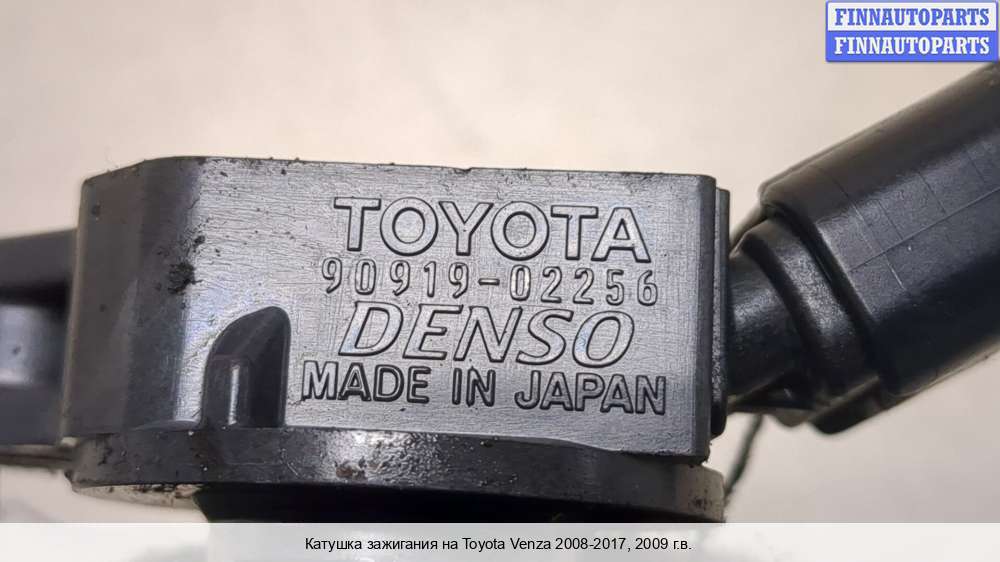 FINNAUTOPARTS
FINNAUTOPARTS
TOYOTA
90919-02256
DENSO
MADE IN JAPAN
Катушка зажигания на Toyota Venza 2008-2017, 2009 г.в.